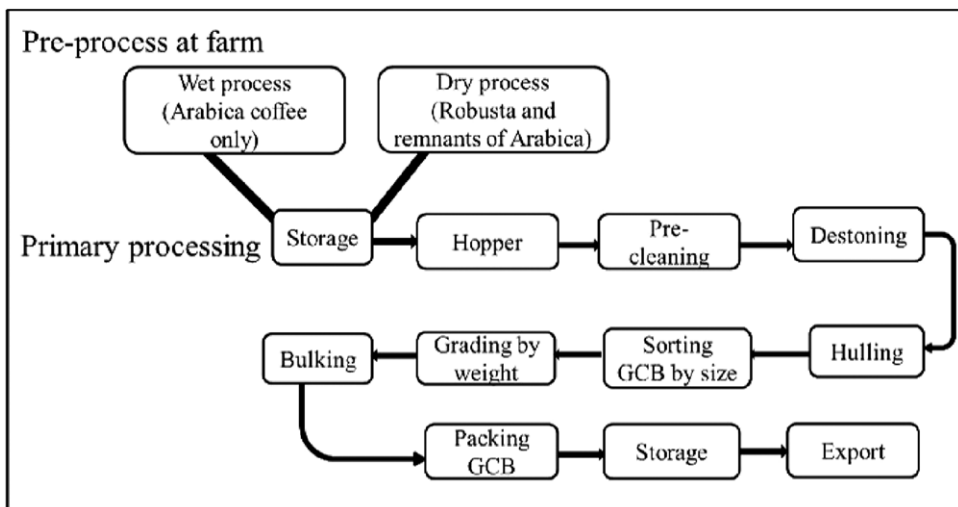 Pre-process at farm
Wet process
(Arabica coffee
only)
Dry process
(Robusta and
remnants of Arabica)
Primary processing
Storage
Hopper
Pre-
cleaning
Destoning
Hulling
Sorting
GCB by size
Grading by
weight
Bulking
Packing
GCB
Storage
Export